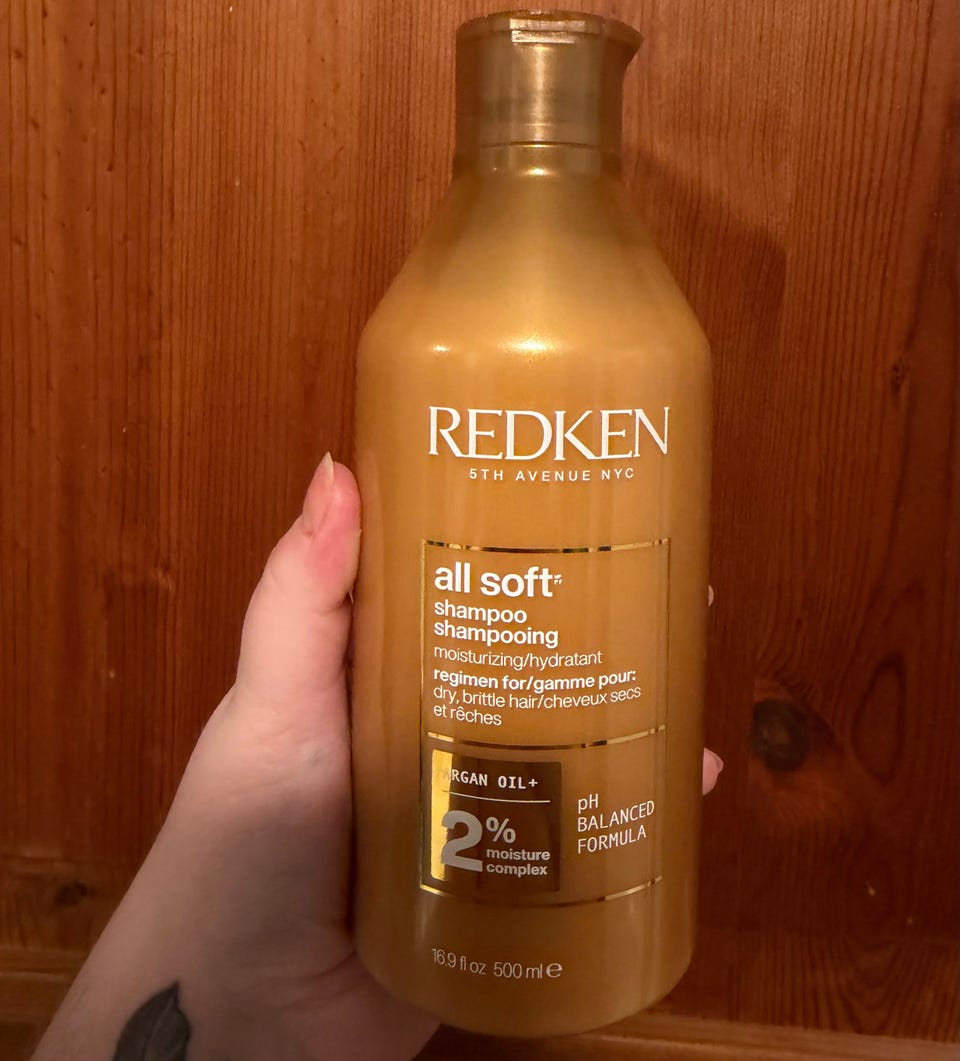 REDKEN
5TH AVENUE NYC
all soft
shampoo
shampooing
moisturizing/hydratant
regimen for/gamme pour:
dry, brittle hair/cheveux secs
et rêches
ARGAN OIL+
2%
moisture
complex
pH
BALANCED
FORMULA
16.9 fl oz 500 ml e